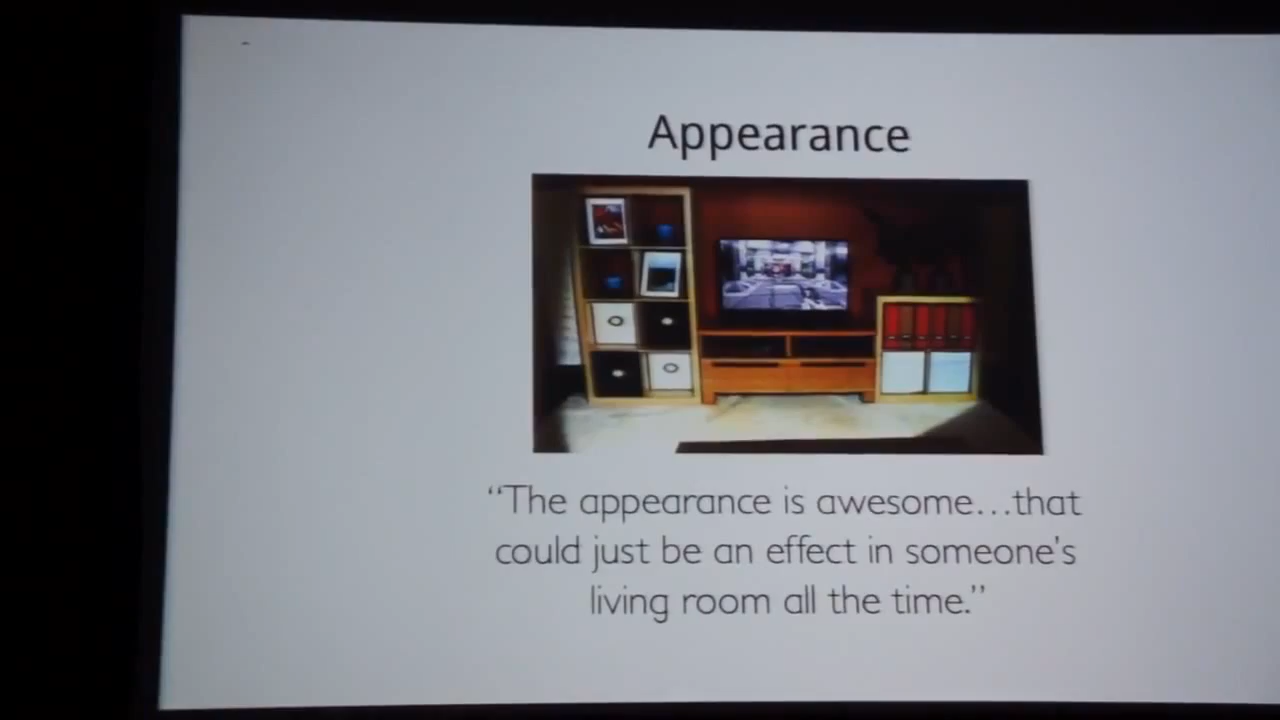 Appearance
“The appearance is awesome...that
could just be an effect in someone's
living room all the time.”